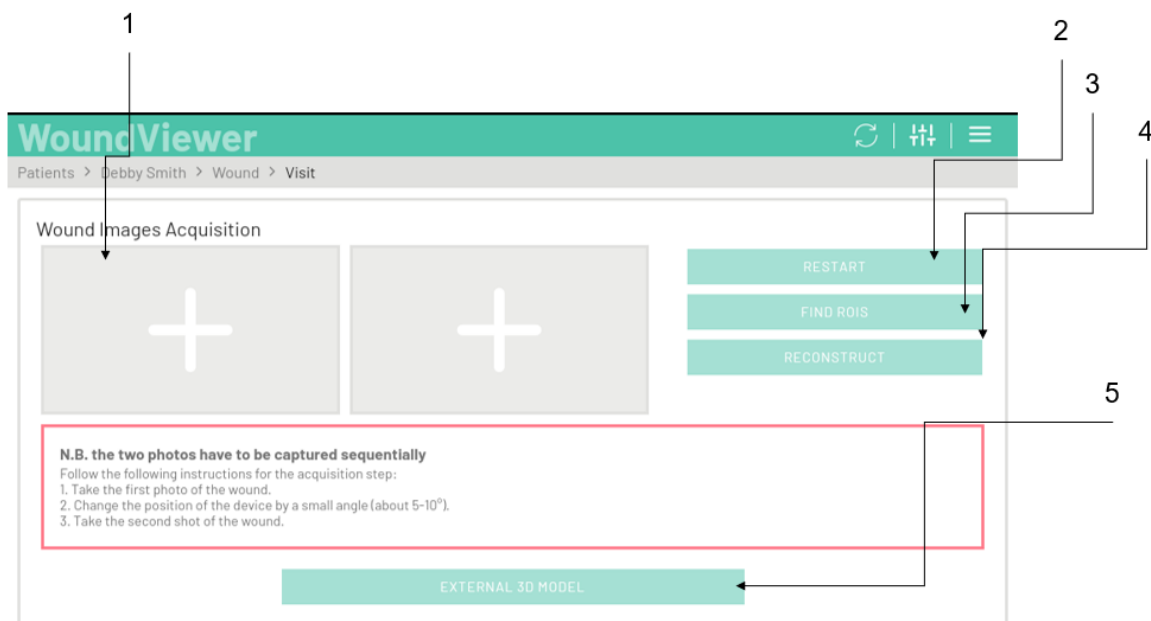 1
2
3
4
WoundViewer
Patients > Debby Smith > Wound > Visit
Wound Images Acquisition
RESTART
FIND ROIS
RECONSTRUCT
5
N.B. the two photos have to be captured sequentially
Follow the following instructions for the acquisition step:
1. Take the first photo of the wound.
2. Change the position of the device by a small angle (about 5-10°).
3. Take the second shot of the wound.
EXTERNAL 3D MODEL